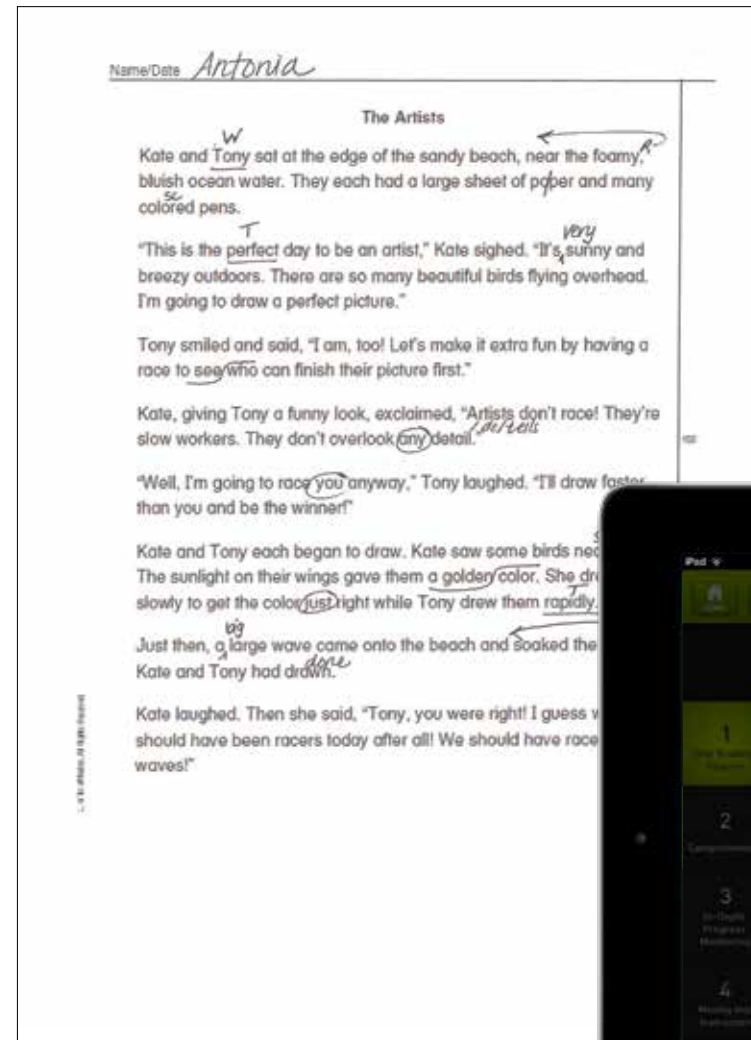 Name/Date Antonia
The Artists
W
R
Kate and Tony sat at the edge of the sandy beach, near the foamy,
bluish ocean water. They each had a large sheet of paper and many
sc
colored pens.
T
very
"This is the perfect day to be an artist," Kate sighed. "It's sunny and
breezy outdoors. There are so many beautiful birds flying overhead.
I'm going to draw a perfect picture."
Tony smiled and said, "I am, too! Let's make it extra fun by having a
race to see who can finish their picture first."
Kate, giving Tony a funny look, exclaimed, "Artists don't race! They're
slow workers. They don't overlook any detail."
details
"Well, I'm going to race you anyway," Tony laughed. "I'll draw faster
than you and be the winner!"
Kate and Tony each began to draw. Kate saw some birds
The sunlight on their wings gave them a golden color. She
T
slowly to get the color just right while Tony drew them rapidly.
big
Just then, a large wave came onto the beach and soaked the
done
Kate and Tony had drawn.
Kate laughed. Then she said, "Tony, you were right! I guess
should have been racers today after all! We should have
waves!"
iPad
1
2
3
In-Depth
Progress
Monitoring
4